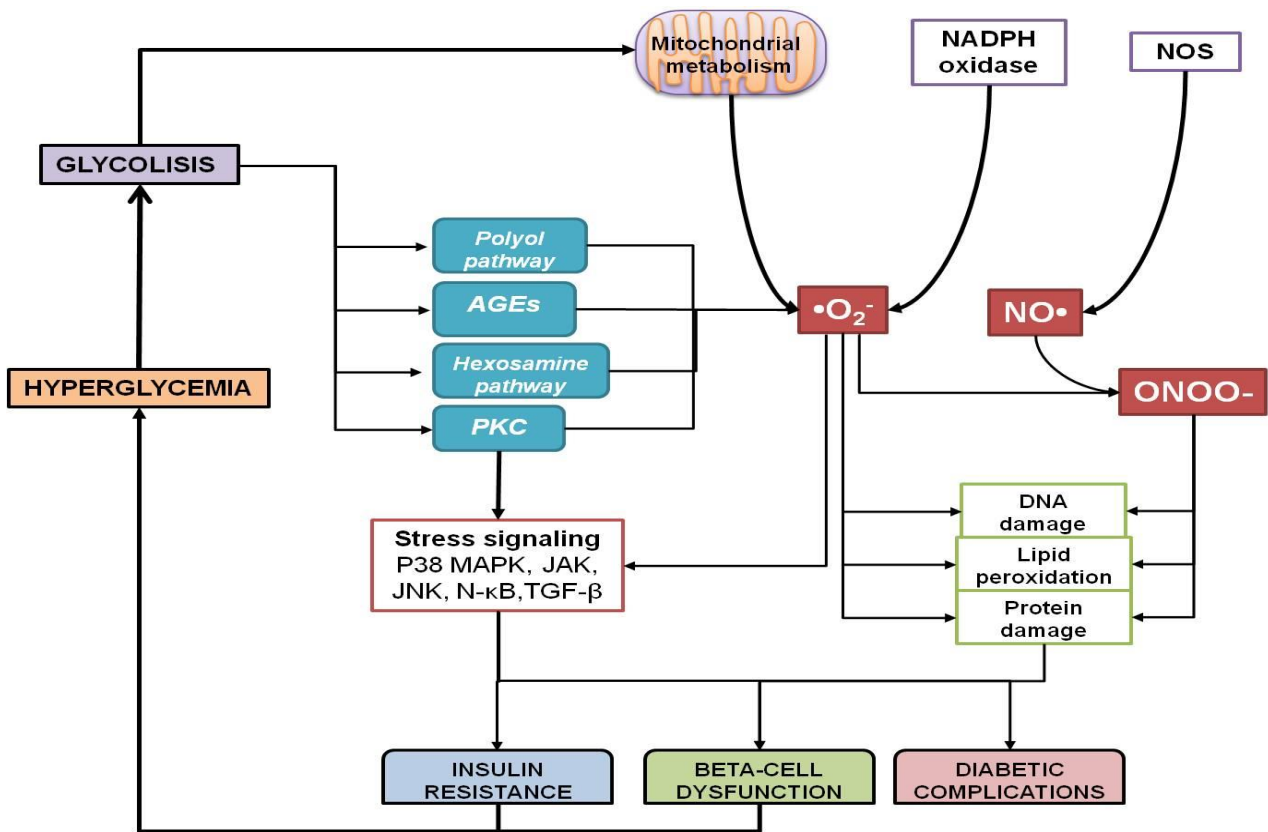 Mitochondrial
metabolism
NADPH
oxidase
NOS
GLYCOLISIS
Polyol
pathway
AGEs
Hexosamine
pathway
PKC
•O₂⁻
NO•
ONOO-
HYPERGLYCEMIA
Stress signaling
P38 MAPK, JAK,
JNK, N-κB,TGF-β
DNA
damage
Lipid
peroxidation
Protein
damage
INSULIN
RESISTANCE
BETA-CELL
DYSFUNCTION
DIABETIC
COMPLICATIONS